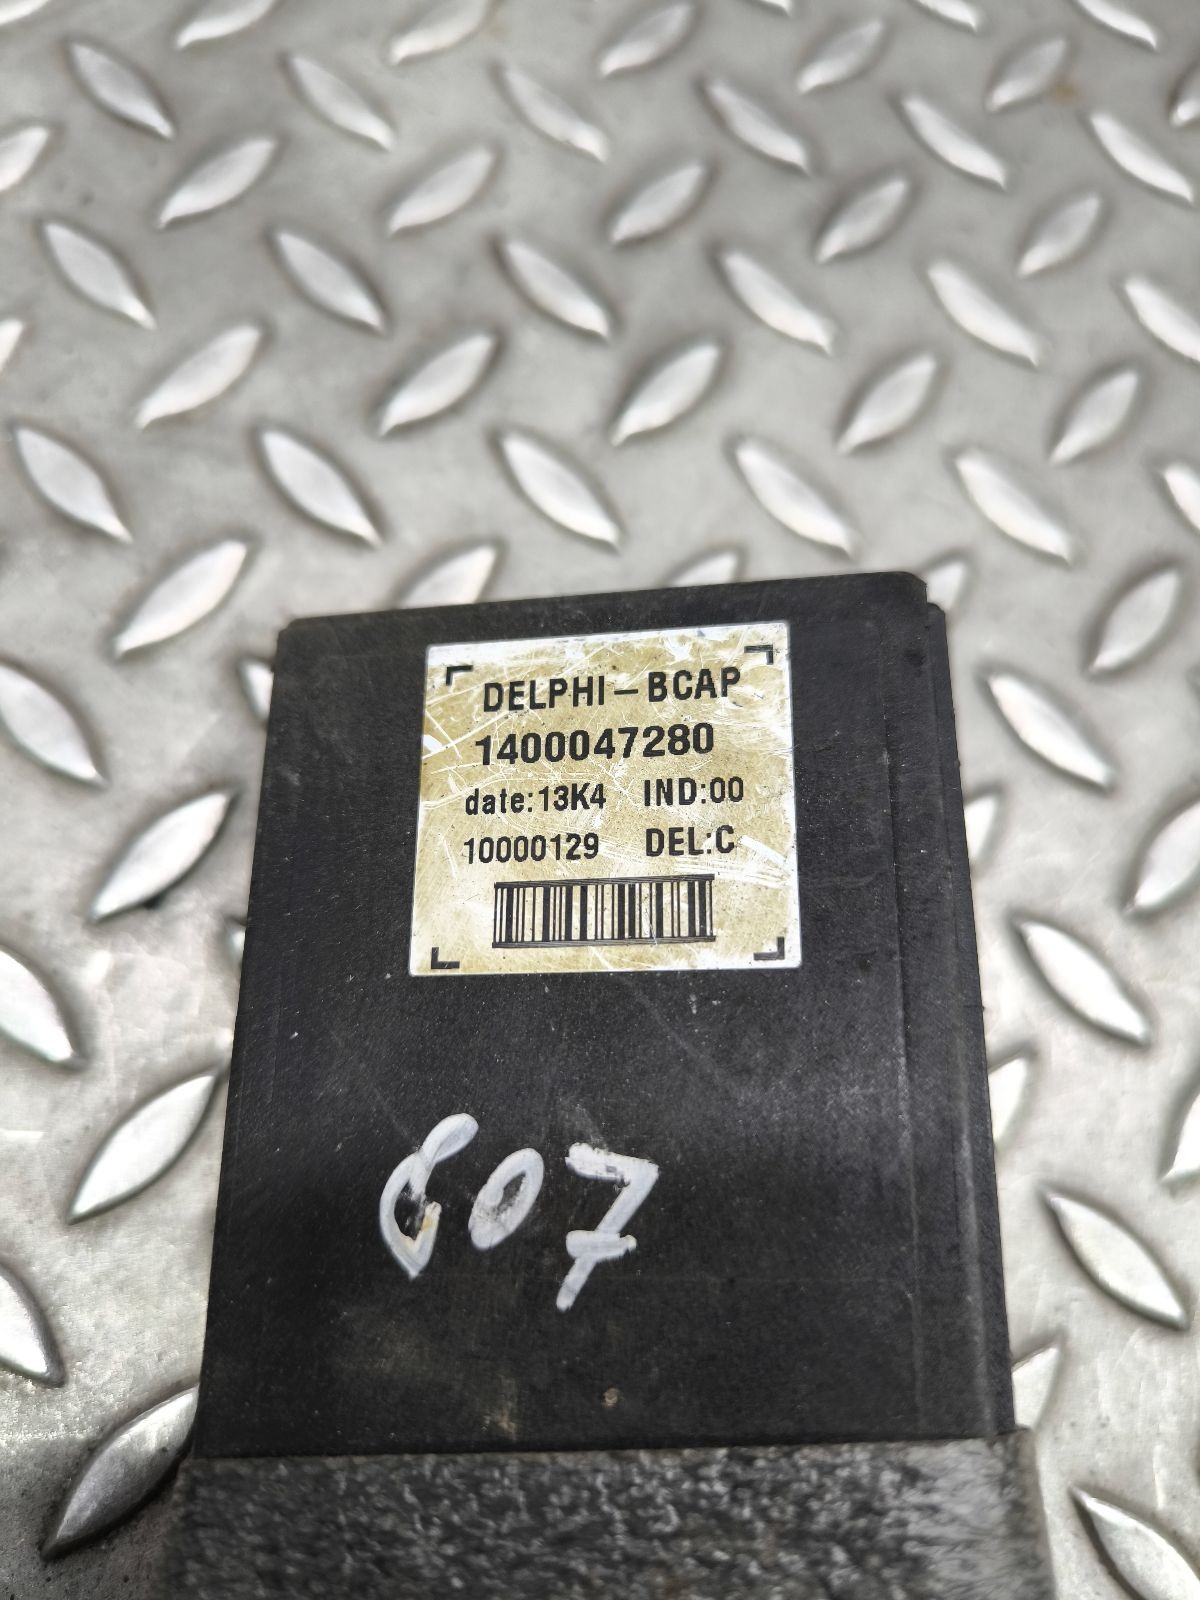 DELPHI – BCAP
1400047280
date:13K4 IND:00
10000129 DEL:C
607